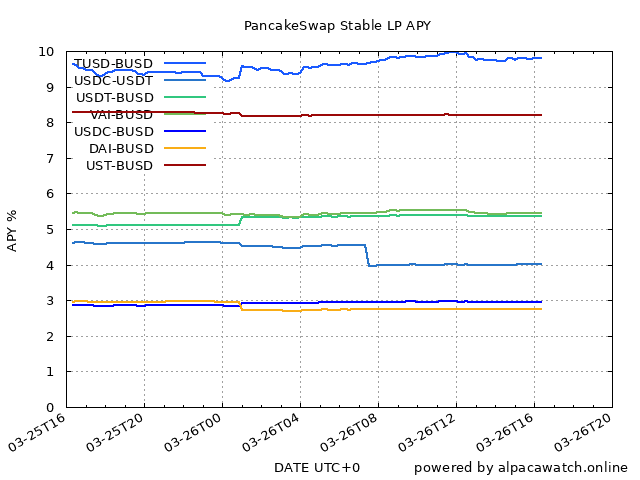 PancakeSwap Stable LP APY
10
9
8
7
6
5
4
3
2
1
0
APY %
TUSD-BUSD
USDC-USDT
USDT-BUSD
VAI-BUSD
USDC-BUSD
DAI-BUSD
UST-BUSD
03-25T16
03-25T20
03-26T00
03-26T04
03-26T08
03-26T12
03-26T16
03-26T20
DATE UTC+0
powered by alpacawatch.online